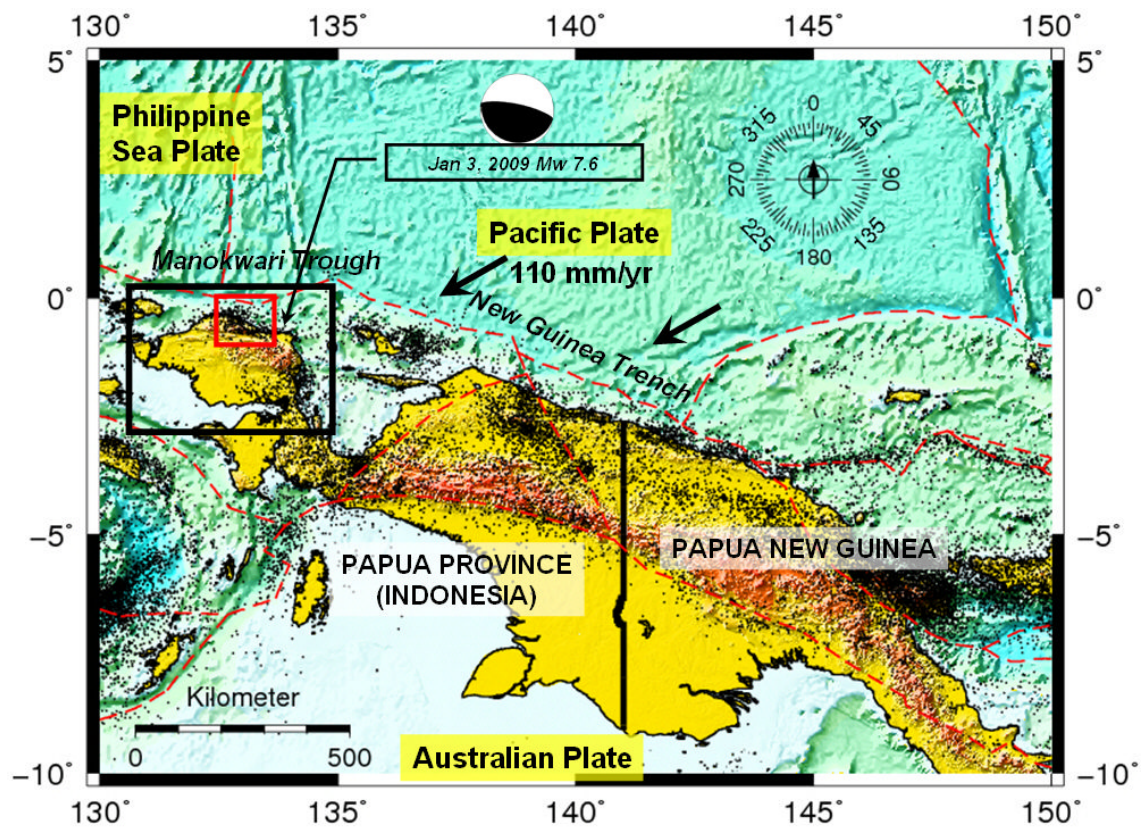 130° 135° 140° 145° 150°
5° 5°
Philippine
Sea Plate
Jan 3, 2009 Mw 7.6
0
45
90
135
180
225
270
315
Pacific Plate
110 mm/yr
Manokwari Trough
New Guinea Trench
0° 0°
−5° −5°
PAPUA PROVINCE
(INDONESIA)
PAPUA NEW GUINEA
Kilometer
0 500
Australian Plate
−10° −10°
130° 135° 140° 145° 150°